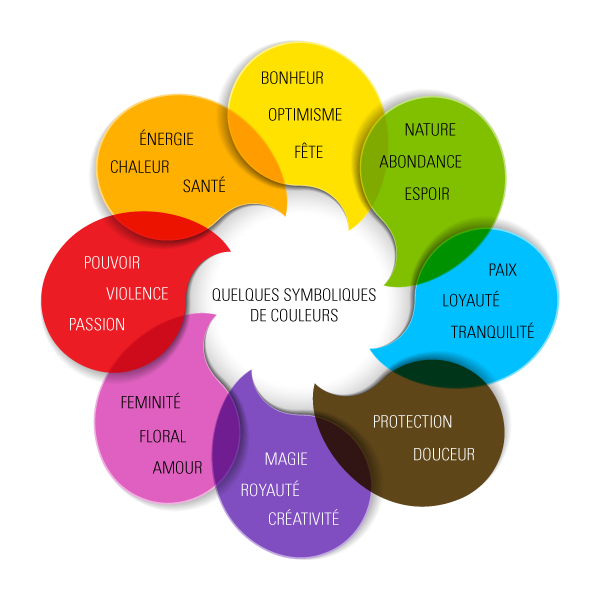 BONHEUR
OPTIMISME
FÊTE
NATURE
ABONDANCE
ESPOIR
PAIX
LOYAUTÉ
TRANQUILITÉ
PROTECTION
DOUCEUR
MAGIE
ROYAUTÉ
CRÉATIVITÉ
FEMINITÉ
FLORAL
AMOUR
POUVOIR
VIOLENCE
PASSION
ÉNERGIE
CHALEUR
SANTÉ
QUELQUES SYMBOLIQUES
DE COULEURS